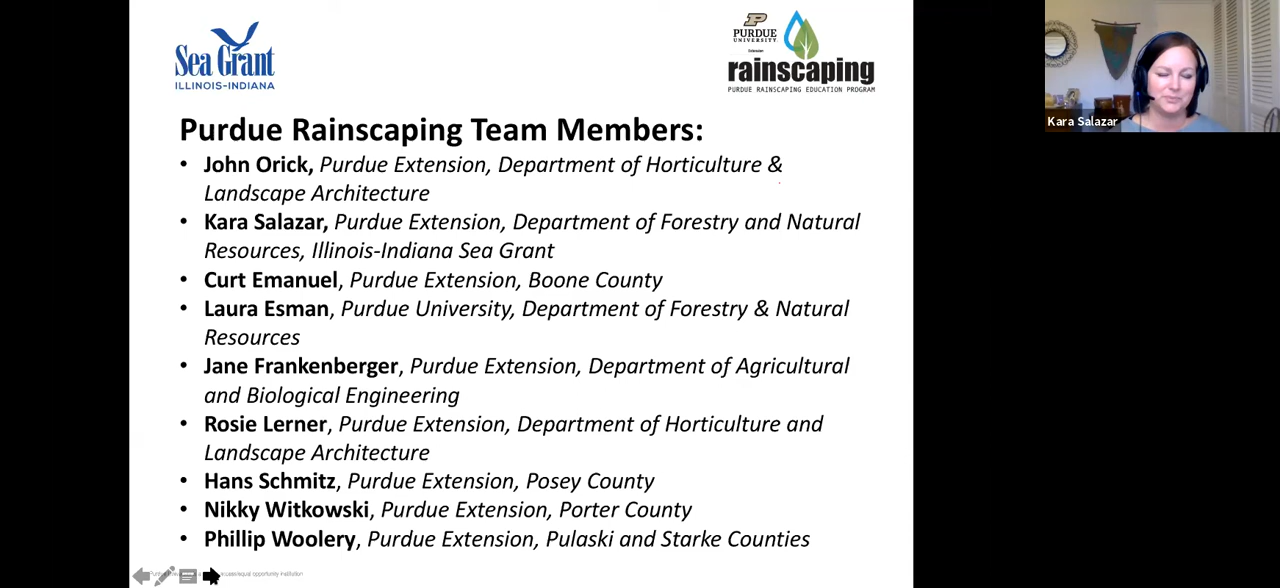 Sea Grant
ILLINOIS-INDIANA
PURDUE
UNIVERSITY
Extension
rainscaping
PURDUE RAINSCAPING EDUCATION PROGRAM
Kara Salazar
Purdue Rainscaping Team Members:
• John Orick, Purdue Extension, Department of Horticulture &
Landscape Architecture
• Kara Salazar, Purdue Extension, Department of Forestry and Natural
Resources, Illinois-Indiana Sea Grant
• Curt Emanuel, Purdue Extension, Boone County
• Laura Esman, Purdue University, Department of Forestry & Natural
Resources
• Jane Frankenberger, Purdue Extension, Department of Agricultural
and Biological Engineering
• Rosie Lerner, Purdue Extension, Department of Horticulture and
Landscape Architecture
• Hans Schmitz, Purdue Extension, Posey County
• Nikky Witkowski, Purdue Extension, Porter County
• Phillip Woolery, Purdue Extension, Pulaski and Starke Counties
equal opportunity institution